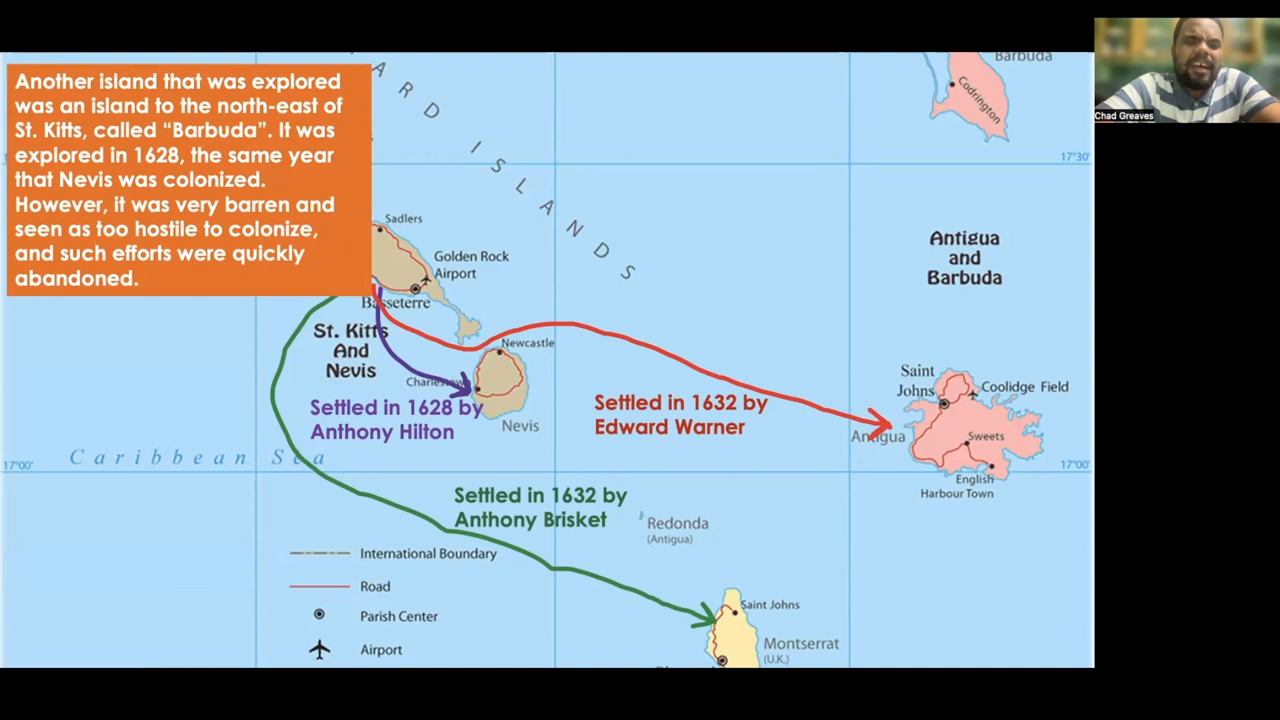 Another island that was explored
was an island to the north-east of
St. Kitts, called “Barbuda”. It was
explored in 1628, the same year
that Nevis was colonized.
However, it was very barren and
seen as too hostile to colonize,
and such efforts were quickly
abandoned.
Chad Greaves
A R D I S L A N D S
Barbuda
Codrington
17°30'
Sadlers
Golden Rock
Airport
Basseterre
St. Kitts
And
Nevis
Antigua
and
Barbuda
Newcastle
Charlestown
Nevis
Settled in 1628 by
Anthony Hilton
Settled in 1632 by
Edward Warner
Saint
Johns
Coolidge Field
Antigua
Sweets
English
Harbour Town
17°00'
Caribbean Sea
17°00'
Settled in 1632 by
Anthony Brisket
Redonda
(Antigua)
International Boundary
Road
Parish Center
Airport
Saint Johns
Montserrat
(U.K.)